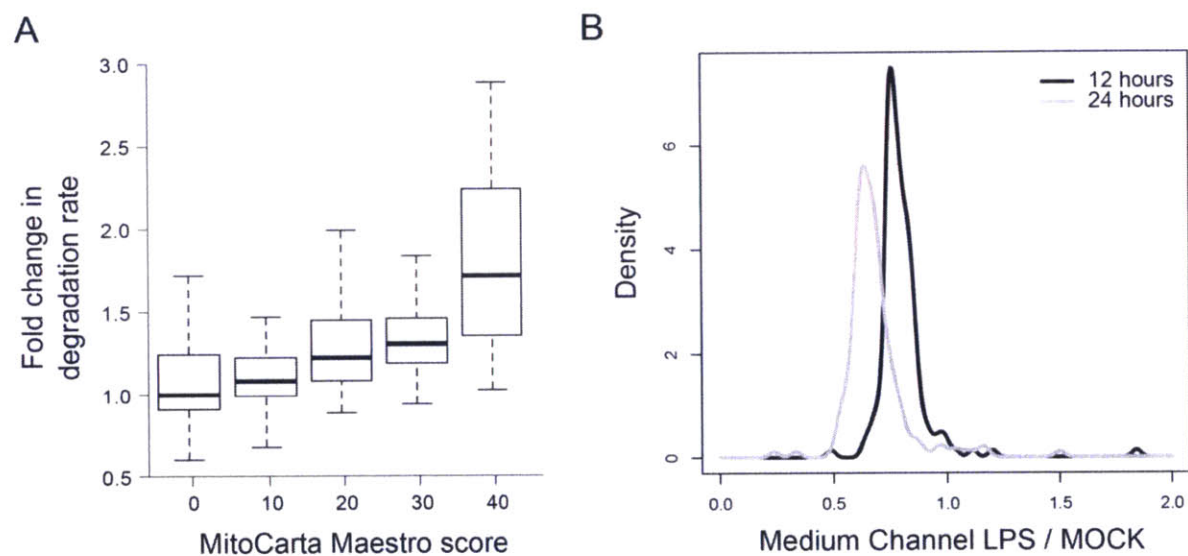 A
3.0
2.5
2.0
1.5
1.0
0.5
Fold change in
degradation rate
0 10 20 30 40
MitoCarta Maestro score
B
12 hours
24 hours
6
4
2
0
Density
0.0 0.5 1.0 1.5 2.0
Medium Channel LPS / MOCK